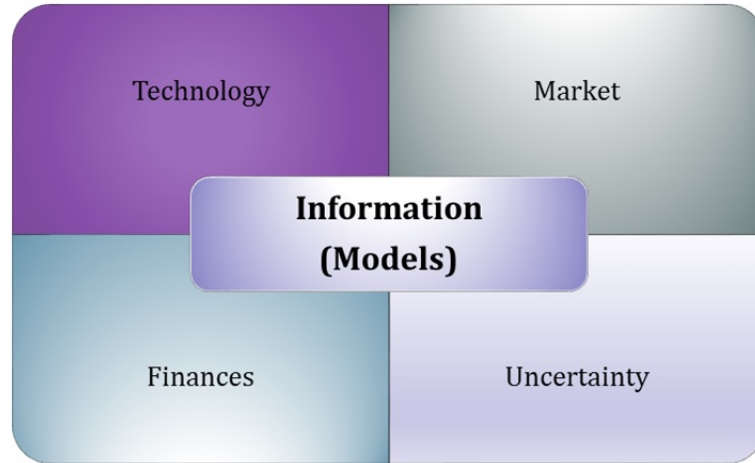 Technology
Market
Information
(Models)
Finances
Uncertainty